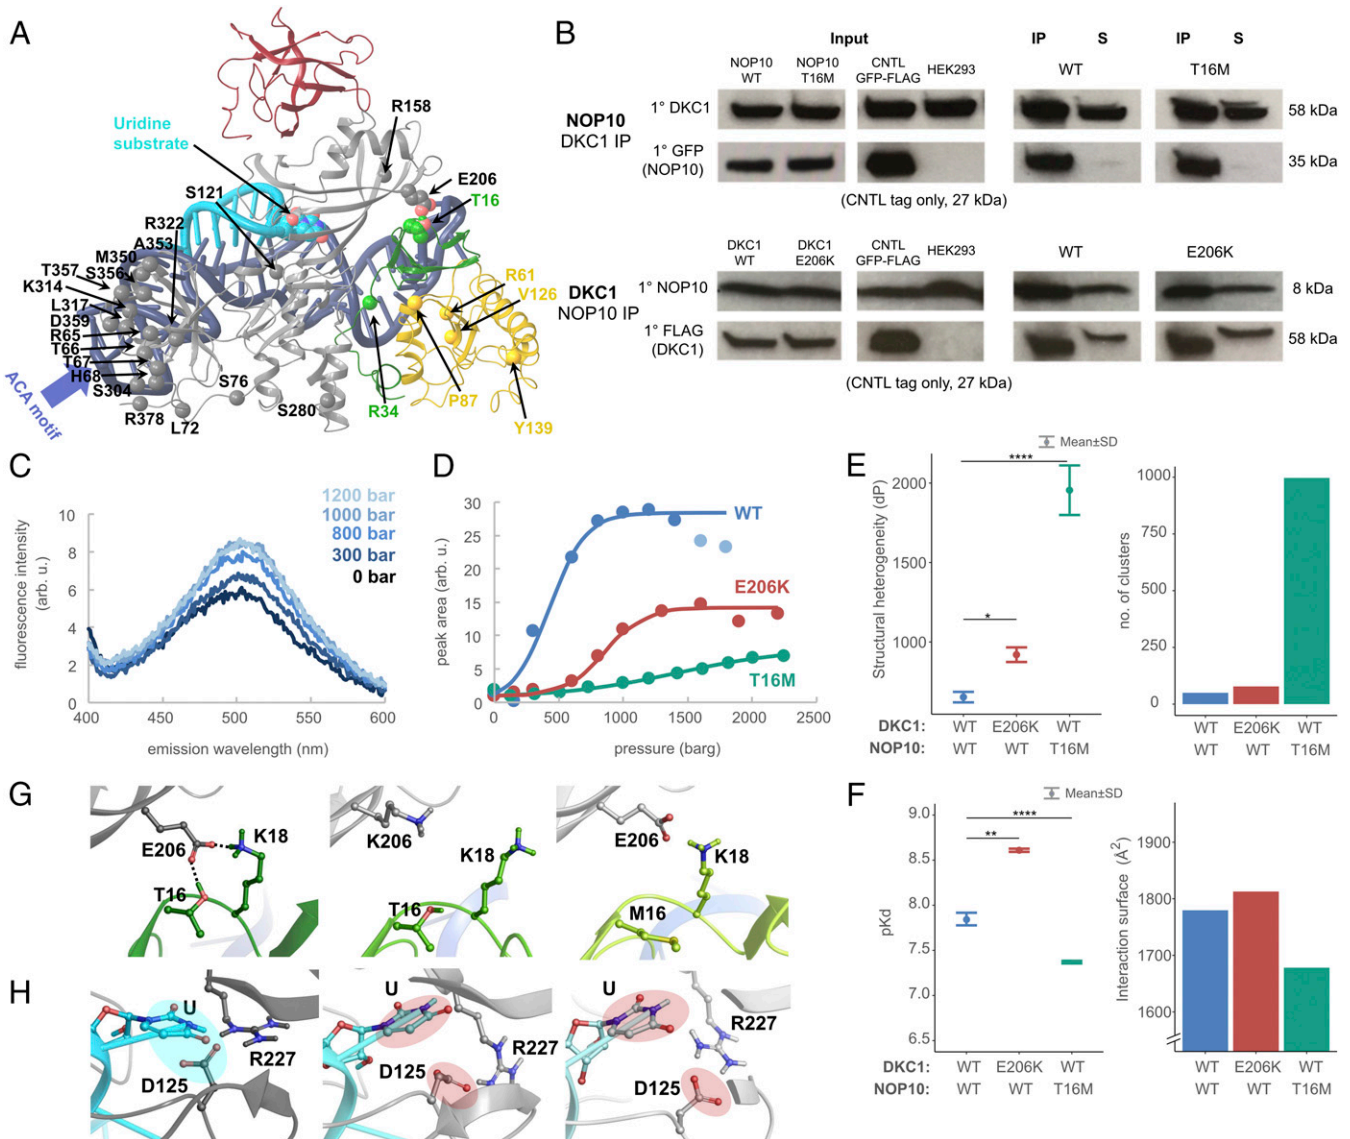 A
Uridine
substrate
R158
E206
T16
S121
R322
A353
M350
T357
S356
K314
L317
D359
R65
T66
T67
H68
S304
ACA motif
R378
L72
S76
S280
R34
P87
R61
V126
Y139
B
Input
IP S IP S
NOP10 WT
NOP10 T16M
CNTL GFP-FLAG
HEK293
WT
T16M
NOP10
DKC1 IP
1° DKC1
58 kDa
1° GFP
(NOP10)
35 kDa
(CNTL tag only, 27 kDa)
DKC1 WT
DKC1 E206K
CNTL GFP-FLAG
HEK293
WT
E206K
DKC1
NOP10 IP
1° NOP10
8 kDa
1° FLAG
(DKC1)
58 kDa
(CNTL tag only, 27 kDa)
C
1200 bar
1000 bar
800 bar
300 bar
0 bar
fluorescence intensity
(arb. u.)
10
8
6
4
2
0
400 450 500 550 600
emission wavelength (nm)
D
peak area (arb. u.)
30
25
20
15
10
5
0
WT
E206K
T16M
0 500 1000 1500 2000 2500
pressure (barg)
E
Mean±SD
****
*
Structural heterogeneity (dP)
2000
1500
1000
DKC1: WT E206K WT
NOP10: WT WT T16M
no. of clusters
1000
750
500
250
0
WT E206K WT
WT WT T16M
F
Mean±SD
****
**
pKd
9.0
8.5
8.0
7.5
7.0
6.5
DKC1: WT E206K WT
NOP10: WT WT T16M
Interaction surface (Å²)
1900
1800
1700
1600
WT E206K WT
WT WT T16M
G
E206
K18
T16
K206
K18
T16
E206
K18
M16
H
U
R227
D125
U
R227
D125
U
R227
D125